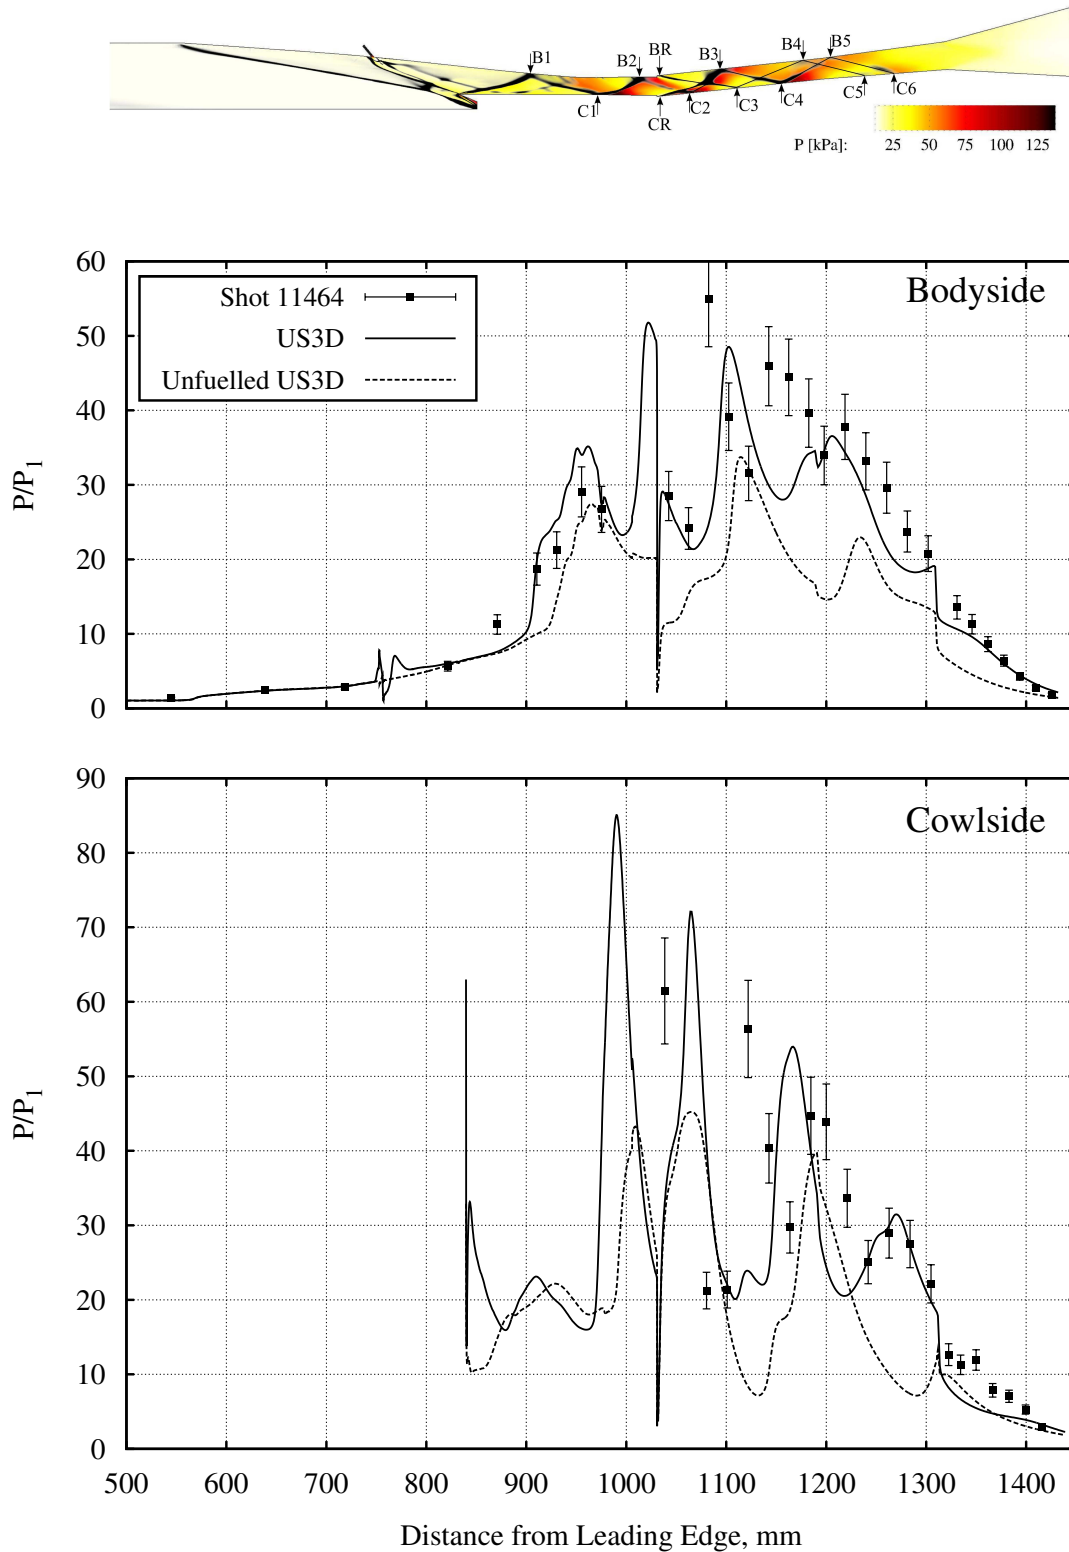 B1 B2 BR B3 B4 B5
C1 CR C2 C3 C4 C5 C6
P [kPa]: 25 50 75 100 125
60
50
40
30
20
10
0
P/P1
Bodyside
Shot 11464
US3D
Unfuelled US3D
90
80
70
60
50
40
30
20
10
0
P/P1
Cowlside
500 600 700 800 900 1000 1100 1200 1300 1400
Distance from Leading Edge, mm